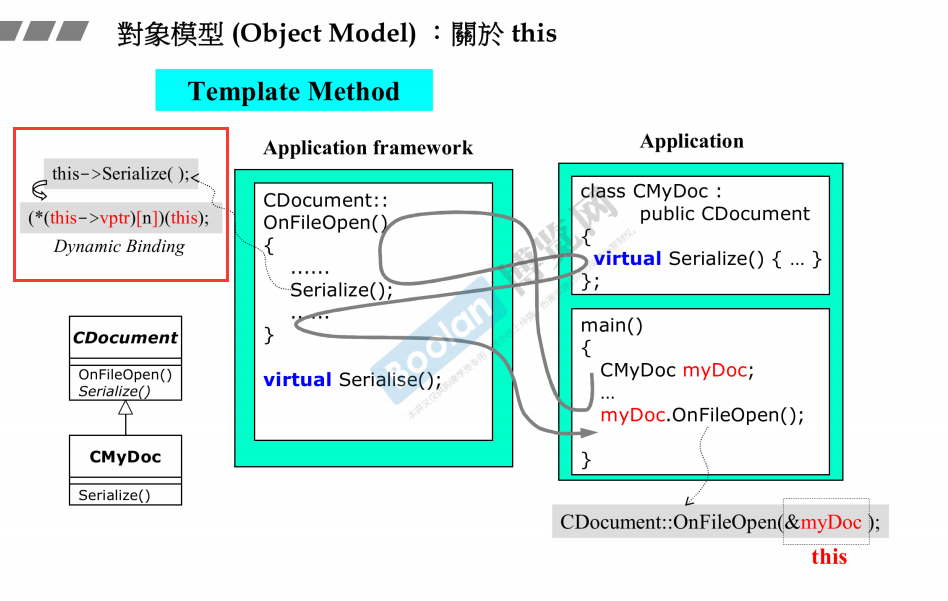 對象模型 (Object Model) ：關於 this
Template Method
this->Serialize( );
(*(this->vptr)[n])(this);
Dynamic Binding
CDocument
OnFileOpen()
Serialize()
CMyDoc
Serialize()
Application framework
CDocument::
OnFileOpen()
{
……
Serialize();
……
}
virtual Serialise();
Application
class CMyDoc :
public CDocument
{
virtual Serialize() { … }
};
main()
{
CMyDoc myDoc;
…
myDoc.OnFileOpen();
}
CDocument::OnFileOpen(&myDoc );
this
Boolan 博览网